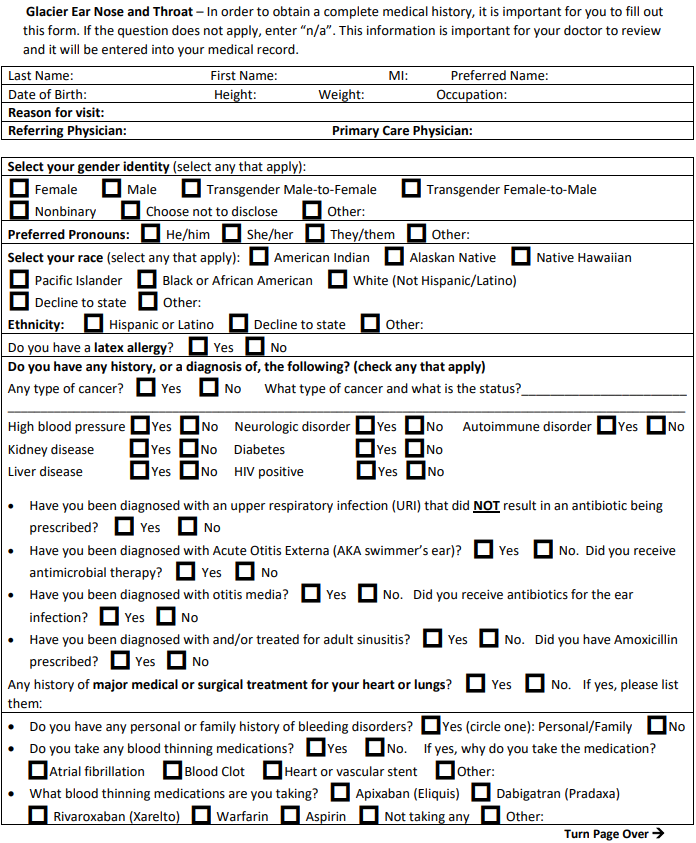 Glacier Ear Nose and Throat – In order to obtain a complete medical history, it is important for you to fill out
this form. If the question does not apply, enter “n/a”. This information is important for your doctor to review
and it will be entered into your medical record.
Last Name: First Name: MI: Preferred Name:
Date of Birth: Height: Weight: Occupation:
Reason for visit:
Referring Physician: Primary Care Physician:
Select your gender identity (select any that apply):
Female Male Transgender Male-to-Female Transgender Female-to-Male
Nonbinary Choose not to disclose Other:
Preferred Pronouns: He/him She/her They/them Other:
Select your race (select any that apply): American Indian Alaskan Native Native Hawaiian
Pacific Islander Black or African American White (Not Hispanic/Latino)
Decline to state Other:
Ethnicity: Hispanic or Latino Decline to state Other:
Do you have a latex allergy? Yes No
Do you have any history, or a diagnosis of, the following? (check any that apply)
Any type of cancer? Yes No What type of cancer and what is the status?
High blood pressure Yes No Neurologic disorder Yes No Autoimmune disorder Yes No
Kidney disease Yes No Diabetes Yes No
Liver disease Yes No HIV positive Yes No
• Have you been diagnosed with an upper respiratory infection (URI) that did NOT result in an antibiotic being
prescribed? Yes No
• Have you been diagnosed with Acute Otitis Externa (AKA swimmer’s ear)? Yes No. Did you receive
antimicrobial therapy? Yes No
• Have you been diagnosed with otitis media? Yes No. Did you receive antibiotics for the ear
infection? Yes No
• Have you been diagnosed with and/or treated for adult sinusitis? Yes No. Did you have Amoxicillin
prescribed? Yes No
Any history of major medical or surgical treatment for your heart or lungs? Yes No. If yes, please list
them:
• Do you have any personal or family history of bleeding disorders? Yes (circle one): Personal/Family No
• Do you take any blood thinning medications? Yes No. If yes, why do you take the medication?
Atrial fibrillation Blood Clot Heart or vascular stent Other:
• What blood thinning medications are you taking? Apixaban (Eliquis) Dabigatran (Pradaxa)
Rivaroxaban (Xarelto) Warfarin Aspirin Not taking any Other:
Turn Page Over →